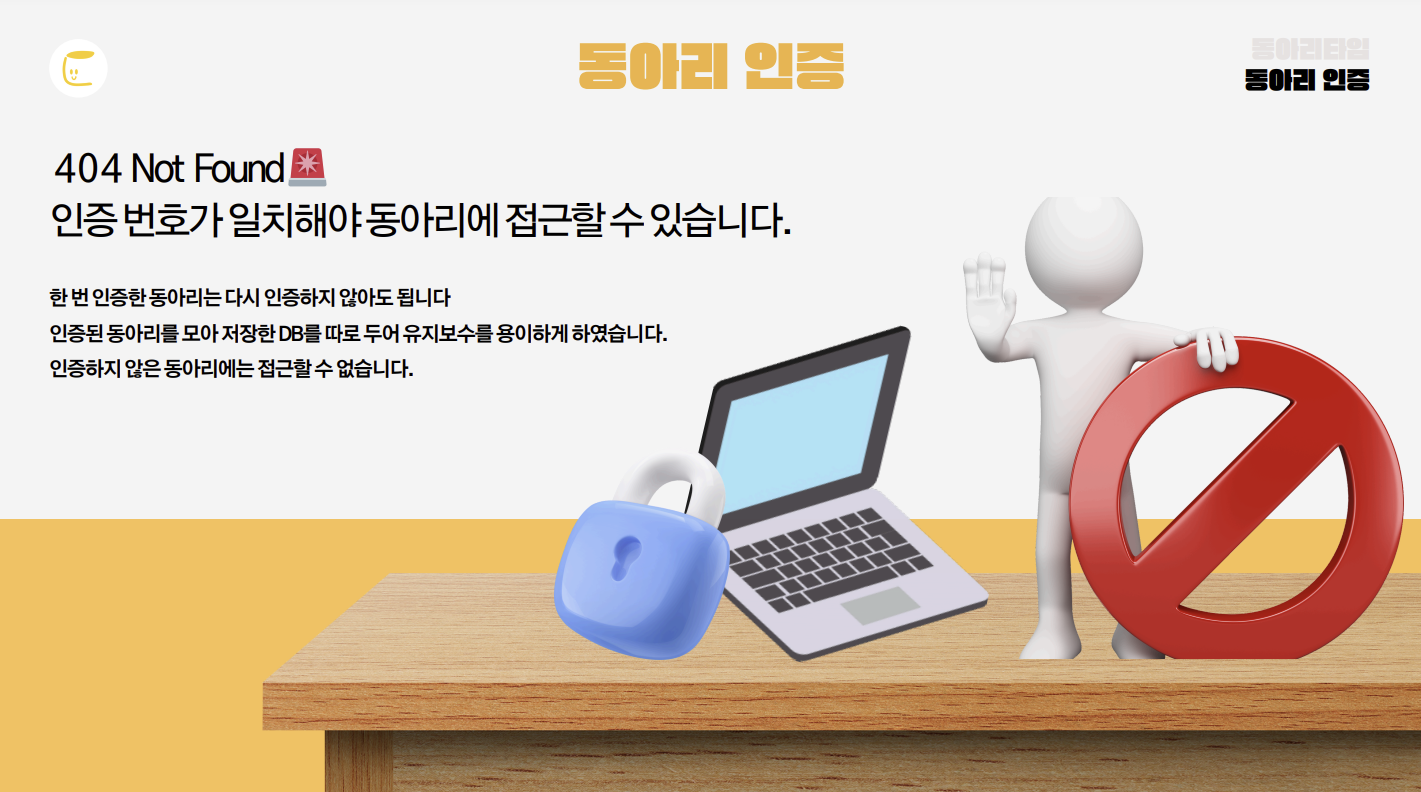 동아리 인증
동아리타임
동아리 인증
404 Not Found🚨
인증 번호가 일치해야 동아리에 접근할 수 있습니다.
한 번 인증한 동아리는 다시 인증하지 않아도 됩니다
인증된 동아리를 모아 저장한 DB를 따로 두어 유지보수를 용이하게 하였습니다.
인증하지 않은 동아리에는 접근할 수 없습니다.